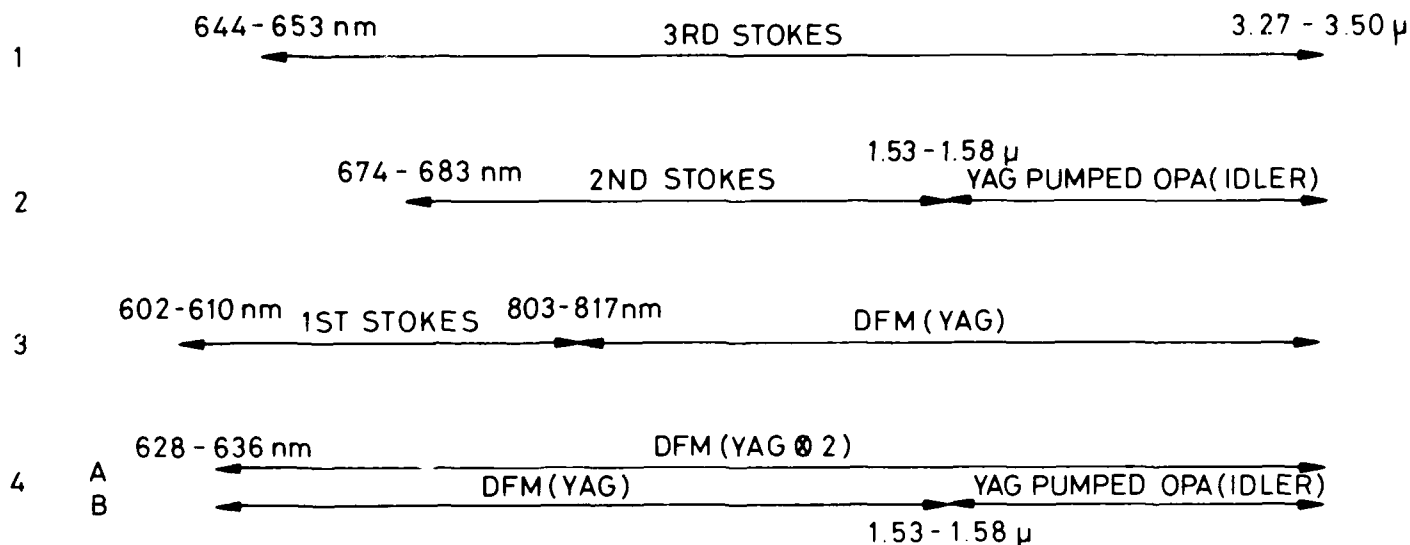 644-653 nm 3RD STOKES 3.27 - 3.50 μ
1
1.53-1.58 μ
674 - 683 nm 2ND STOKES YAG PUMPED OPA(IDLER)
2
602-610 nm 1ST STOKES 803-817nm DFM(YAG)
3
628-636 nm DFM(YAG ⊗ 2)
4 A DFM(YAG) YAG PUMPED OPA(IDLER)
B
1.53-1.58 μ